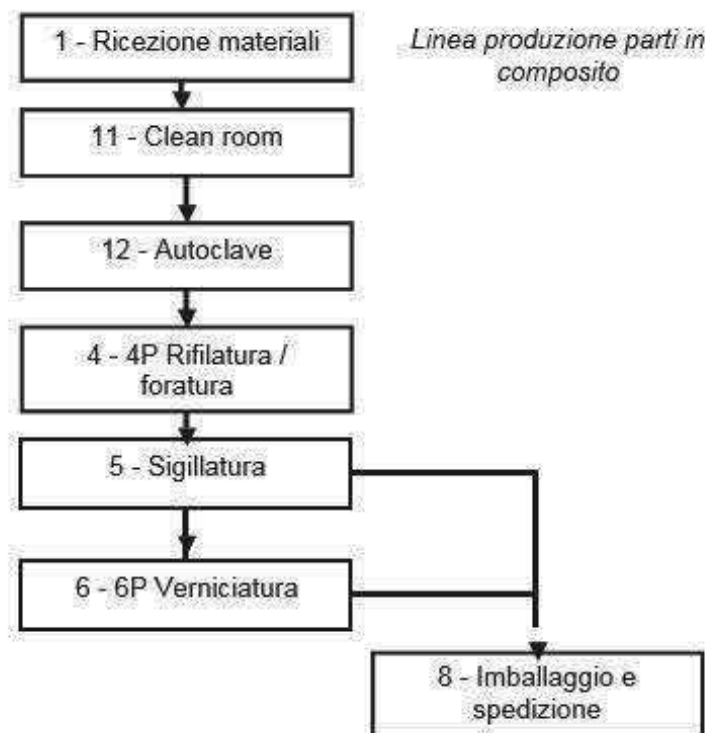 1 - Ricezione materiali
Linea produzione parti in
composito
11 - Clean room
12 - Autoclave
4 - 4P Rifilatura /
foratura
5 - Sigillatura
6 - 6P Verniciatura
8 - Imballaggio e
spedizione